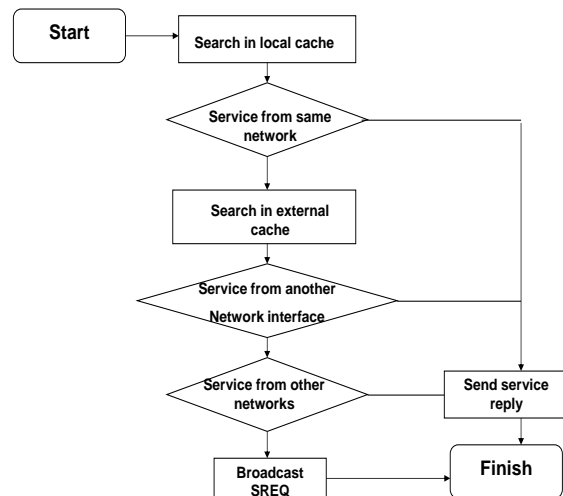 Start
Search in local cache
Service from same
network
Search in external
cache
Service from another
Network interface
Service from other
networks
Send service
reply
Broadcast
SREQ
Finish